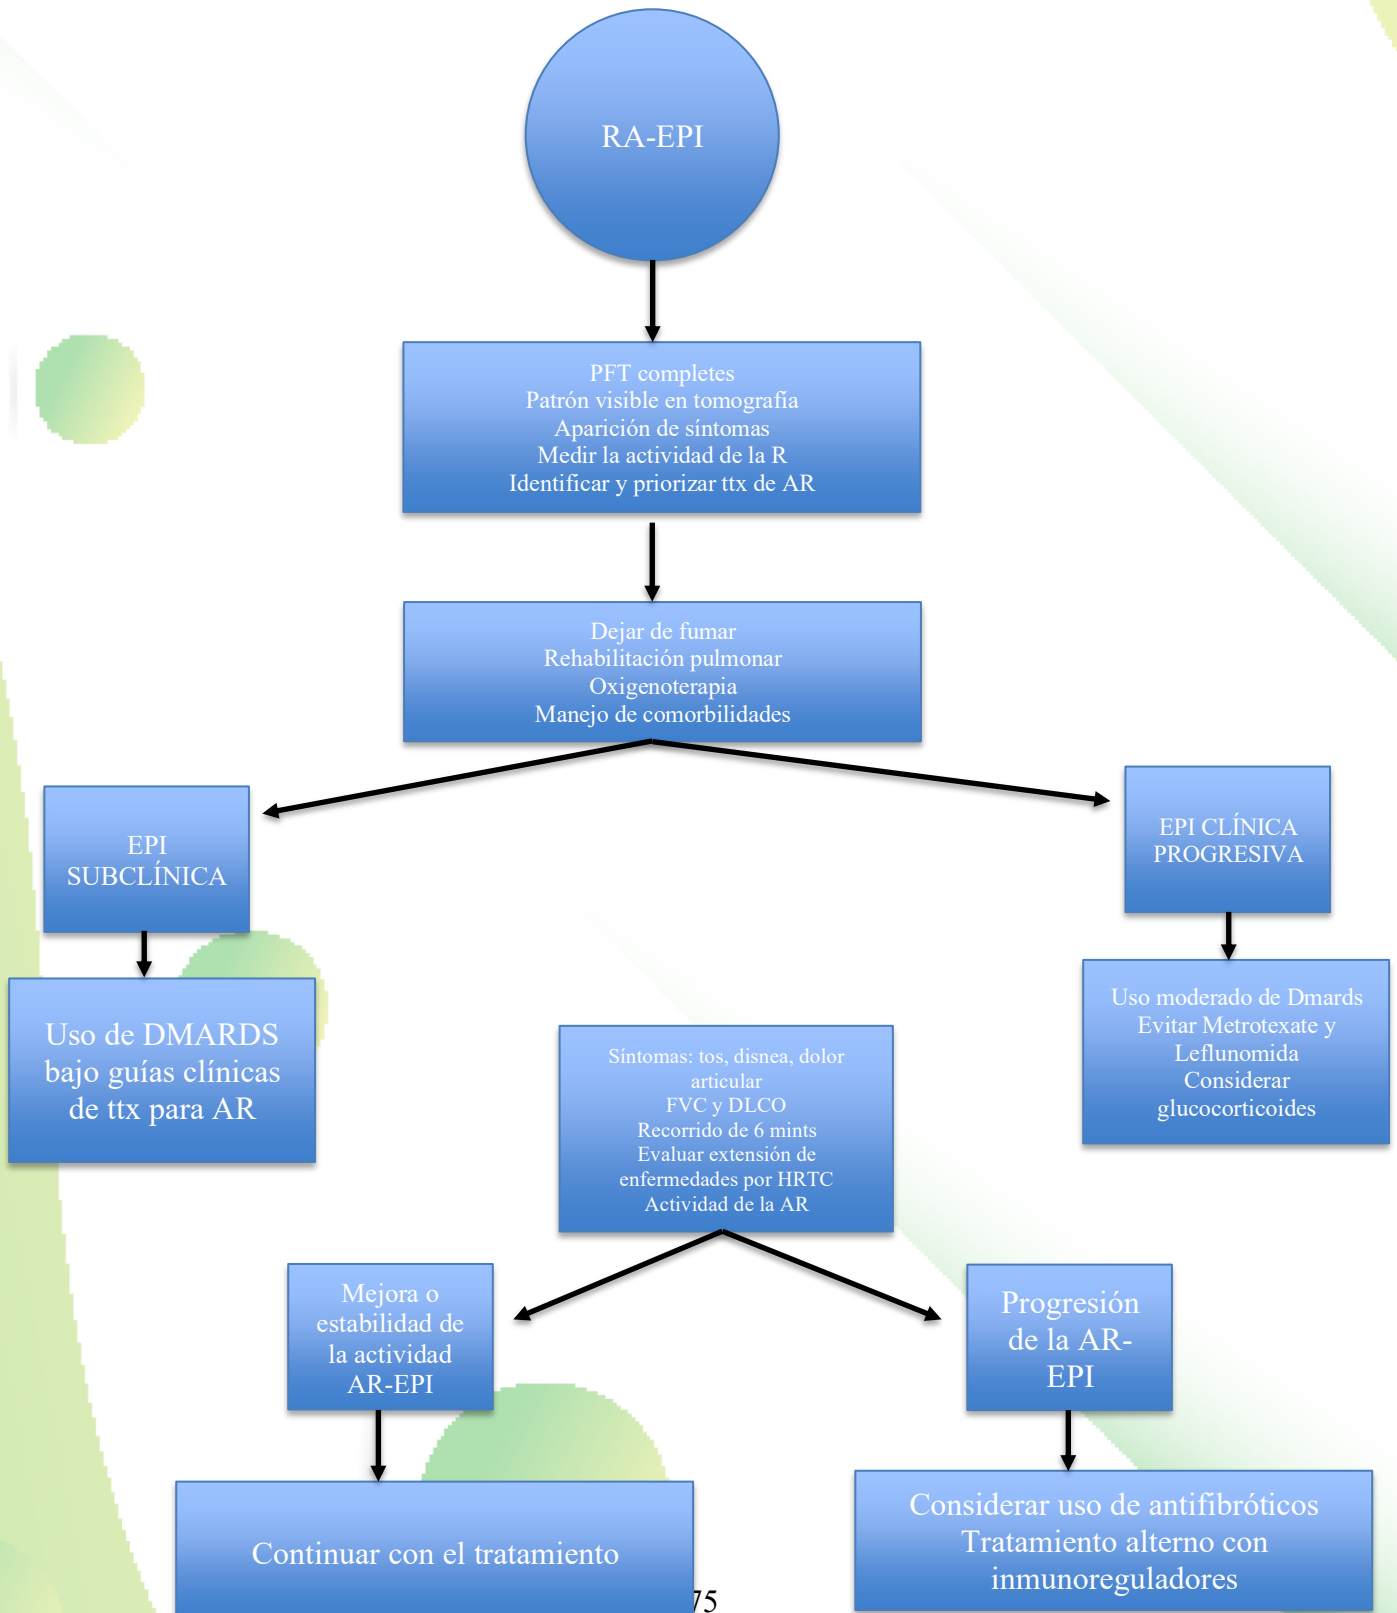 RA-EPI
PFT completes
Patrón visible en tomografía
Aparición de síntomas
Medir la actividad de la R
Identificar y priorizar ttx de AR
Dejar de fumar
Rehabilitación pulmonar
Oxigenoterapia
Manejo de comorbilidades
EPI
SUBCLÍNICA
EPI CLÍNICA
PROGRESIVA
Uso de DMARDS
bajo guías clínicas
de ttx para AR
Uso moderado de Dmards
Evitar Metrotexate y
Leflunomida
Considerar
glucocorticoides
Síntomas: tos, disnea, dolor
articular
FVC y DLCO
Recorrido de 6 mints
Evaluar extensión de
enfermedades por HRTC
Actividad de la AR
Mejora o
estabilidad de
la actividad
AR-EPI
Progresión
de la AR-
EPI
Continuar con el tratamiento
Considerar uso de antifibróticos
Tratamiento alterno con
inmunoreguladores
75